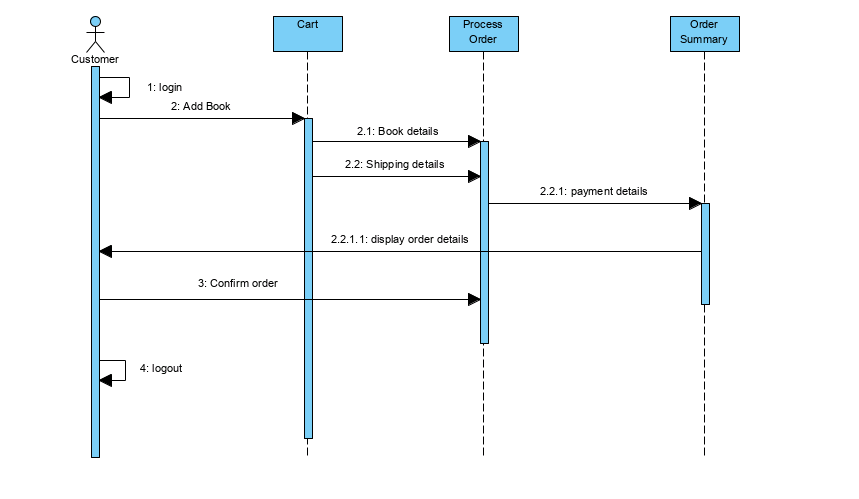 Cart
Process
Order
Order
Summary
Customer
1: login
2: Add Book
2.1: Book details
2.2: Shipping details
2.2.1: payment details
2.2.1.1: display order details
3: Confirm order
4: logout